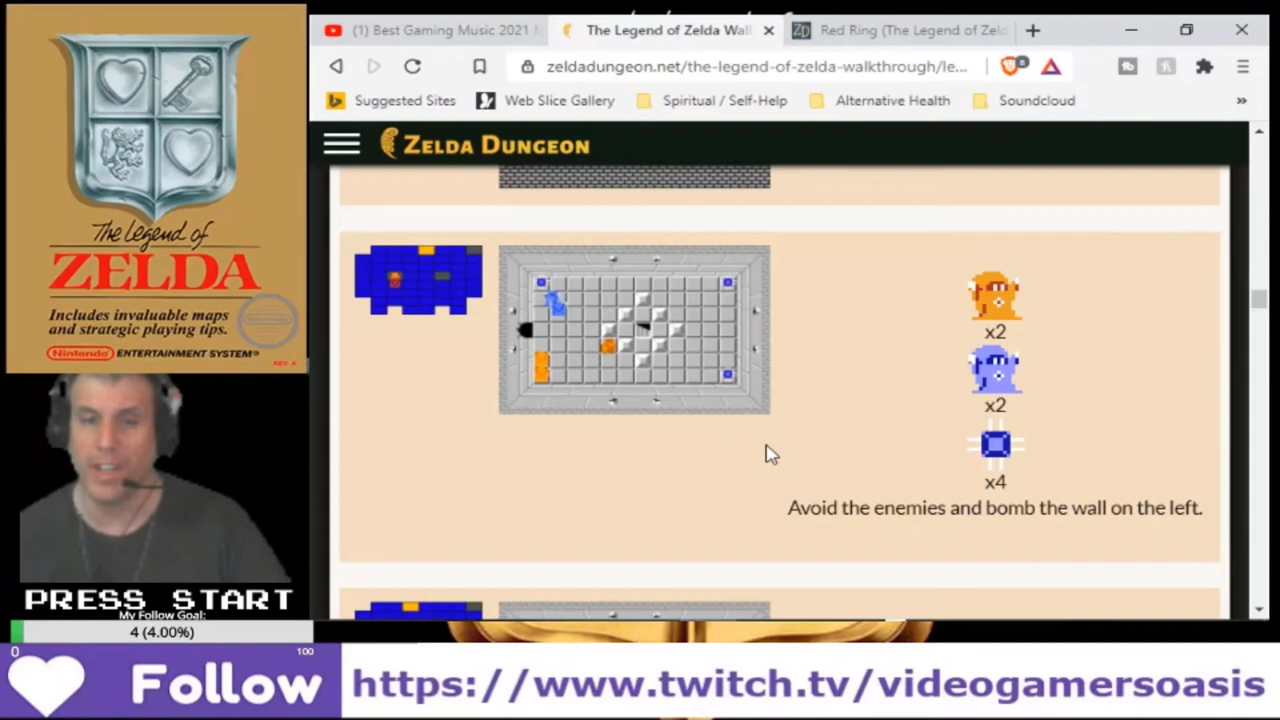 The Legend of
ZELDA
Includes invaluable maps
and strategic playing tips.
Nintendo ENTERTAINMENT SYSTEM®
REV-A
PRESS START
My Follow Goal:
4 (4.00%)
0
100
(1) Best Gaming Music 2021
The Legend of Zelda Wal
Red Ring (The Legend of Zeld
zeldadungeon.net/the-legend-of-zelda-walkthrough/le...
Suggested Sites
Web Slice Gallery
Spiritual / Self-Help
Alternative Health
Soundcloud
»
ZELDA DUNGEON
x2
x2
x4
Avoid the enemies and bomb the wall on the left.
Follow
https://www.twitch.tv/videogamersoasis